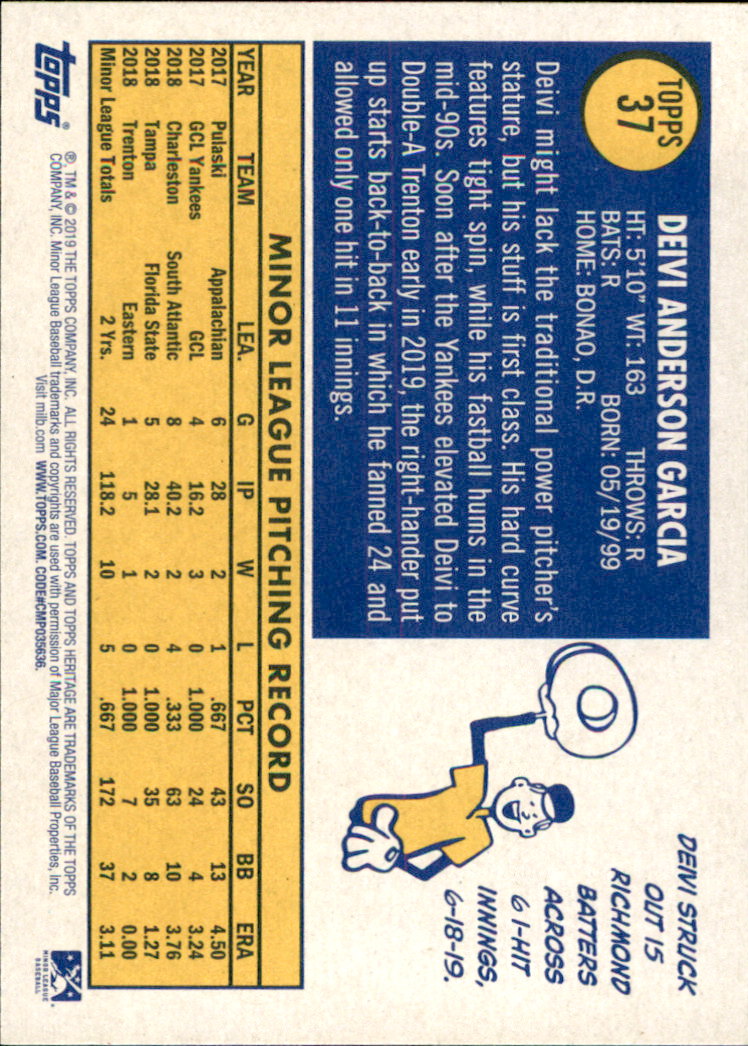 TOPPS
37
DEIVI ANDERSON GARCIA
HT: 5'10" WT: 163 THROWS: R
BATS: R BORN: 05/19/99
HOME: BONAO, D.R.
Deivi might lack the traditional power pitcher's
stature, but his stuff is first class. His hard curve
features tight spin, while his fastball hums in the
mid-90s. Soon after the Yankees elevated Deivi to
Double-A Trenton early in 2019, the right-hander put
up starts back-to-back in which he fanned 24 and
allowed only one hit in 11 innings.
DEIVI STRUCK
OUT 15
RICHMOND
BATTERS
ACROSS
6 1-HIT
INNINGS,
6-18-19.
MINOR LEAGUE PITCHING RECORD
YEAR TEAM LEA. G IP W L PCT SO BB ERA
2017 Pulaski Appalachian 6 28 2 1 .667 43 13 4.50
2017 GCL Yankees GCL 4 16.2 3 0 1.000 24 4 3.24
2018 Charleston South Atlantic 8 40.2 2 4 .333 63 10 3.76
2018 Tampa Florida State 5 28.1 2 0 1.000 35 8 1.27
2018 Trenton Eastern 1 5 1 0 1.000 7 2 0.00
Minor League Totals 2 Yrs. 24 118.2 10 5 .667 172 37 3.11
topps®
®, TM & © 2019 THE TOPPS COMPANY, INC. ALL RIGHTS RESERVED. TOPPS AND TOPPS HERITAGE ARE TRADEMARKS OF THE TOPPS
COMPANY, INC. Minor League Baseball trademarks and copyrights are used with permission of Major League Baseball Properties, Inc.
Visit milb.com WWW.TOPPS.COM. CODE#CMP035636.
MINOR LEAGUE
BASEBALL